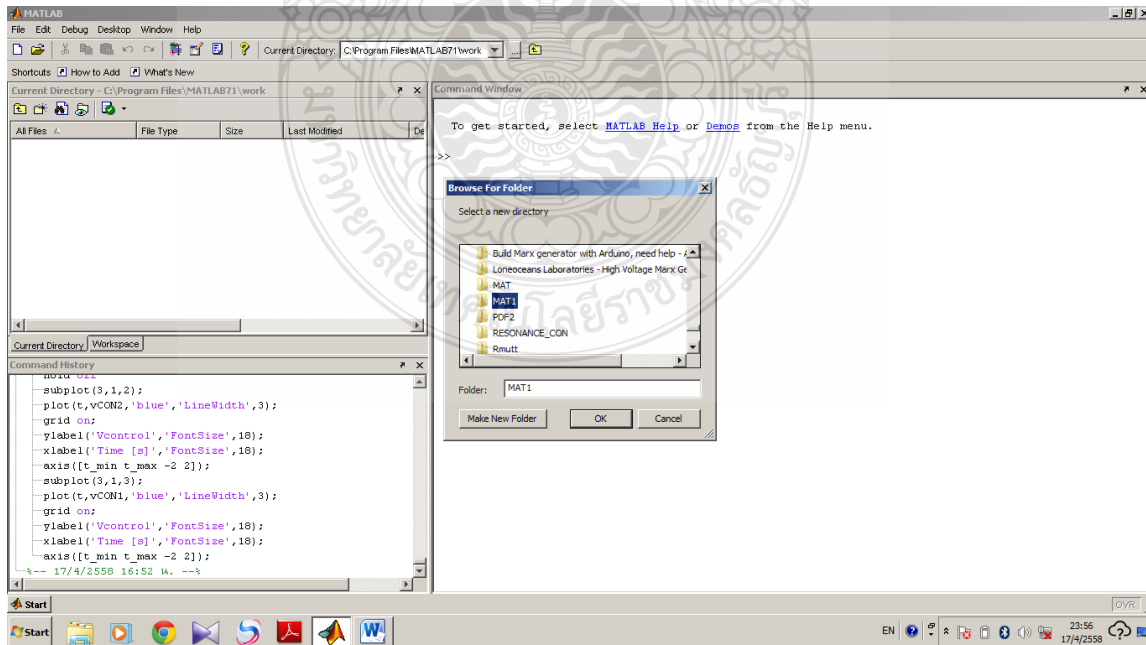 MATLAB
File Edit Debug Desktop Window Help
Current Directory: C:\Program Files\MATLAB71\work
Shortcuts How to Add What's New
Current Directory - C:\Program Files\MATLAB71\work
All Files File Type Size Last Modified De
Current Directory Workspace
Command History
hold off
subplot(3,1,2);
plot(t,vCON2,'blue','LineWidth',3);
grid on;
ylabel('Vcontrol','FontSize',18);
xlabel('Time [s]','FontSize',18);
axis([t_min t_max -2 2]);
subplot(3,1,3);
plot(t,vCON1,'blue','LineWidth',3);
grid on;
ylabel('Vcontrol','FontSize',18);
xlabel('Time [s]','FontSize',18);
axis([t_min t_max -2 2]);
%-- 17/4/2558 16:52 น. --%
Command Window
To get started, select MATLAB Help or Demos from the Help menu.
>>
Browse For Folder
Select a new directory
Build Marx generator with Arduino, need help - A
Loneoceans Laboratories - High Voltage Marx Ge
MAT
MAT1
PDF2
RESONANCE_CON
Rmutt
Folder: MAT1
Make New Folder OK Cancel
Start
OVR
Start
EN
23:56
17/4/2558